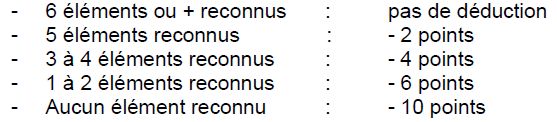 - 6 éléments ou + reconnus : pas de déduction
- 5 éléments reconnus : - 2 points
- 3 à 4 éléments reconnus : - 4 points
- 1 à 2 éléments reconnus : - 6 points
- Aucun élément reconnu : - 10 points